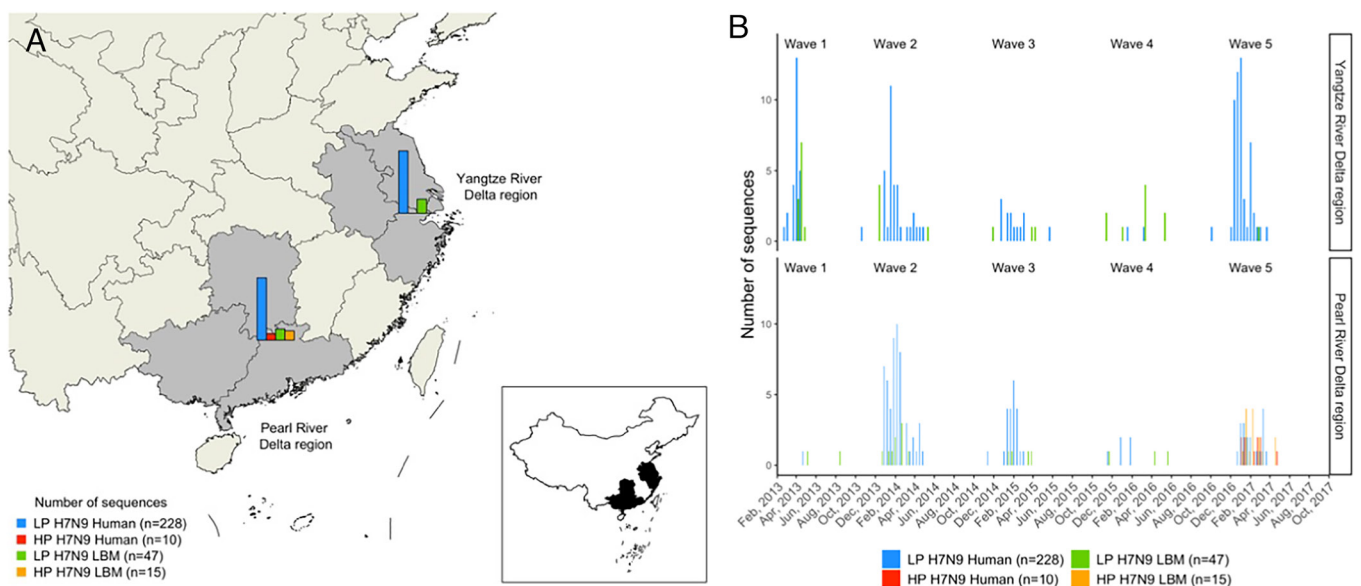 A
Yangtze River
Delta region
Pearl River
Delta region
Number of sequences
LP H7N9 Human (n=228)
HP H7N9 Human (n=10)
LP H7N9 LBM (n=47)
HP H7N9 LBM (n=15)
B
Number of sequences
Wave 1 Wave 2 Wave 3 Wave 4 Wave 5
10
5
0
Yangtze River Delta region
Wave 1 Wave 2 Wave 3 Wave 4 Wave 5
10
5
0
Pearl River Delta region
Feb, 2013
Apr, 2013
Jun, 2013
Aug, 2013
Oct, 2013
Dec, 2013
Feb, 2014
Apr, 2014
Jun, 2014
Aug, 2014
Oct, 2014
Dec, 2014
Feb, 2015
Apr, 2015
Jun, 2015
Aug, 2015
Oct, 2015
Dec, 2015
Feb, 2016
Apr, 2016
Jun, 2016
Aug, 2016
Oct, 2016
Dec, 2016
Feb, 2017
Apr, 2017
Jun, 2017
Aug, 2017
Oct, 2017
LP H7N9 Human (n=228) LP H7N9 LBM (n=47)
HP H7N9 Human (n=10) HP H7N9 LBM (n=15)